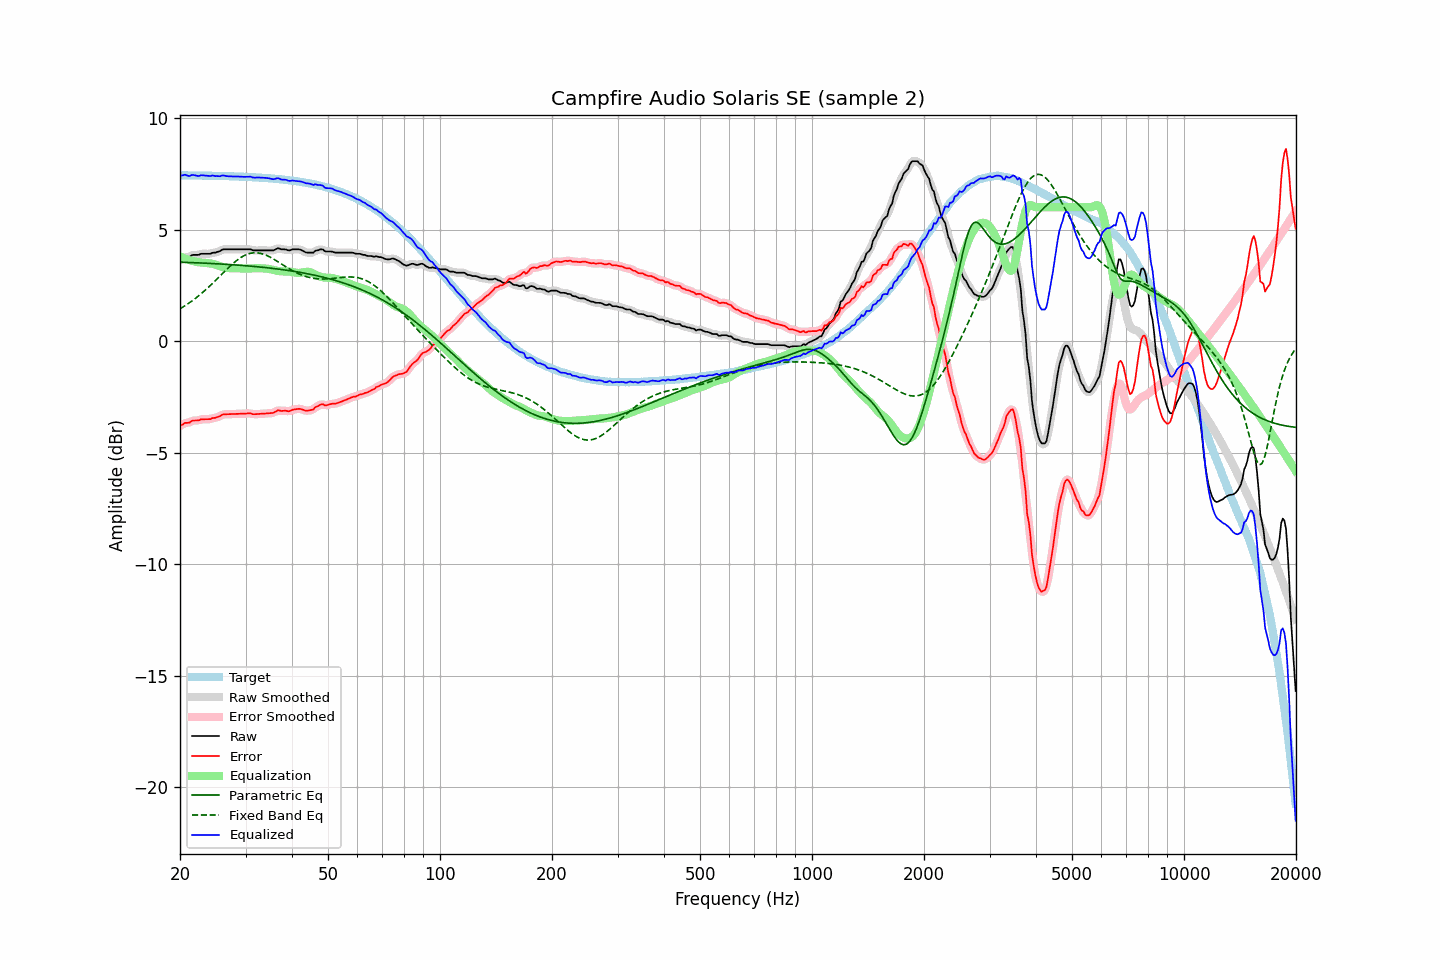 Campfire Audio Solaris SE (sample 2)
10
5
0
−5
−10
−15
−20
Amplitude (dBr)
Target
Raw Smoothed
Error Smoothed
Raw
Error
Equalization
Parametric Eq
Fixed Band Eq
Equalized
20 50 100 200 500 1000 2000 5000 10000 20000
Frequency (Hz)